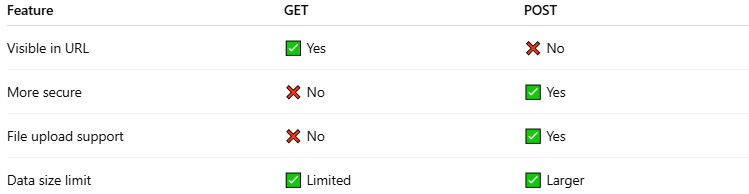 Feature GET POST
Visible in URL ✅ Yes ❌ No
More secure ❌ No ✅ Yes
File upload support ❌ No ✅ Yes
Data size limit ✅ Limited ✅ Larger